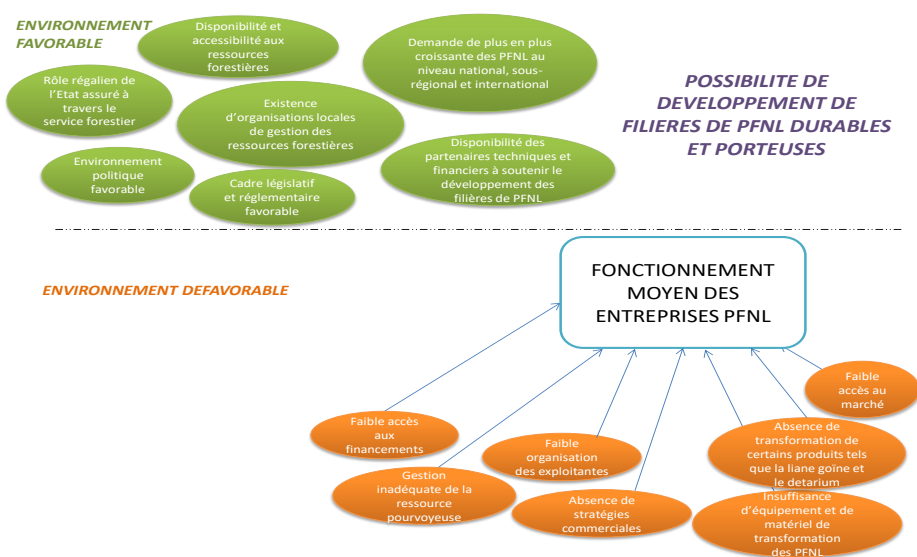 ENVIRONNEMENT
FAVORABLE
Disponibilité et
accessibilité aux
ressources
forestières
Demande de plus en plus
croissante des PFNL au
niveau national, sous-
régional et international
Rôle régalien de
l'Etat assuré à
travers le
service forestier
Existence
d'organisations locales
de gestion des
ressources forestières
POSSIBILITE DE
DEVELOPPEMENT DE
FILIERES DE PFNL DURABLES
ET PORTEUSES
Environnement
politique
favorable
Cadre législatif
et réglementaire
favorable
Disponibilité des
partenaires techniques et
financiers à soutenir le
développement des
filières de PFNL
ENVIRONNEMENT DEFAVORABLE
FONCTIONNEMENT
MOYEN DES
ENTREPRISES PFNL
Faible accès
aux
financements
Gestion
inadéquate de la
ressource
pourvoyeuse
Faible
organisation
des exploitantes
Absence de
stratégies
commerciales
Faible
accès au
marché
Absence de
transformation de
certains produits tels
que la liane goïne et
le detarium
Insuffisance
d'équipement et de
matériel de
transformation
des PFNL